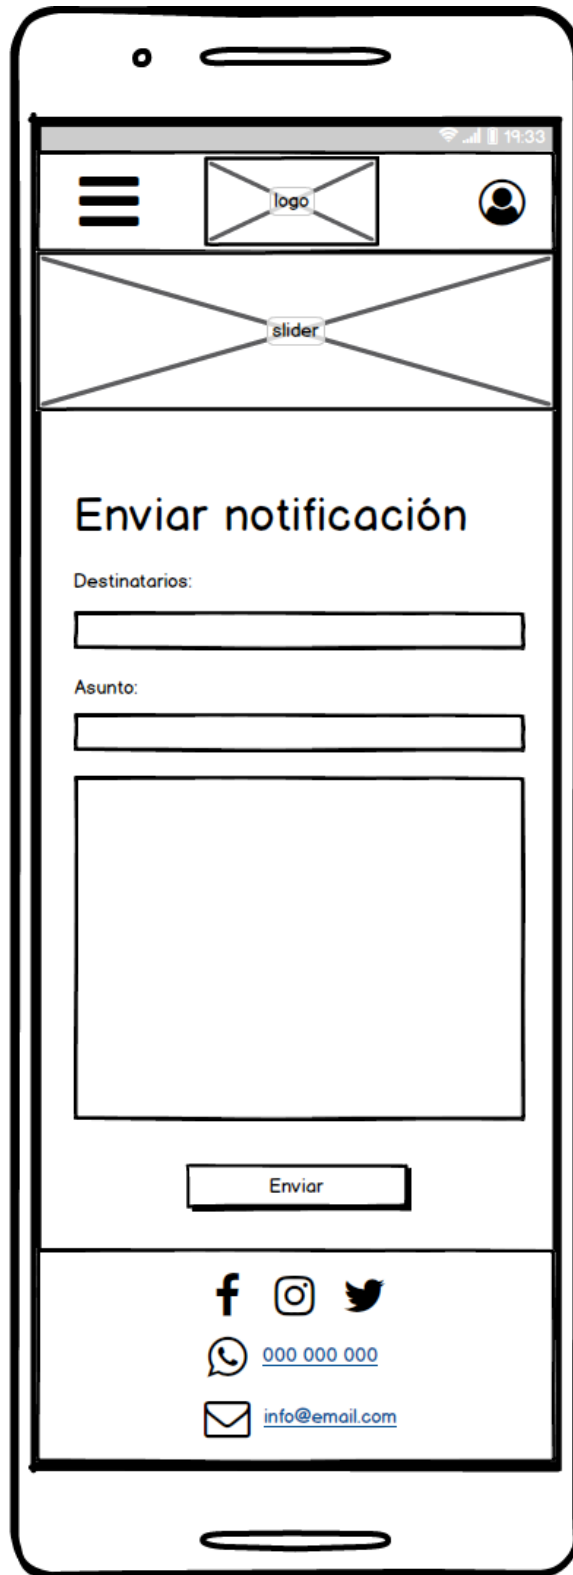 19:33
logo
slider
Enviar notificación
Destinatarios:
Asunto:
Enviar
000 000 000
info@email.com